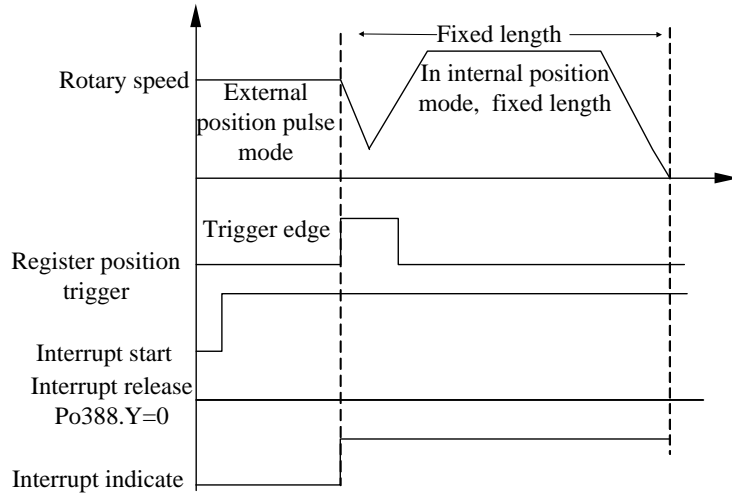 Fixed length
Rotary speed
In internal position
mode, fixed length
External
position pulse
mode
Trigger edge
Register position
trigger
Interrupt start
Interrupt release
Po388.Y=0
Interrupt indicate